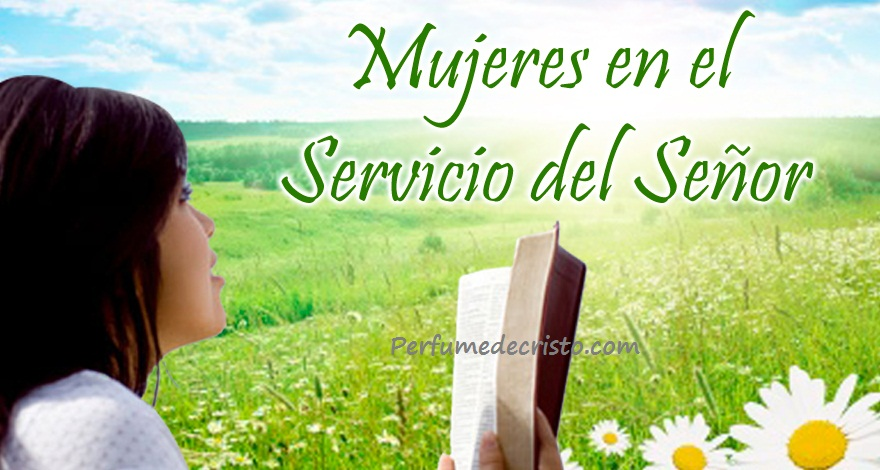 Mujeres en el
Servicio del Señor
Perfumedecristo.com